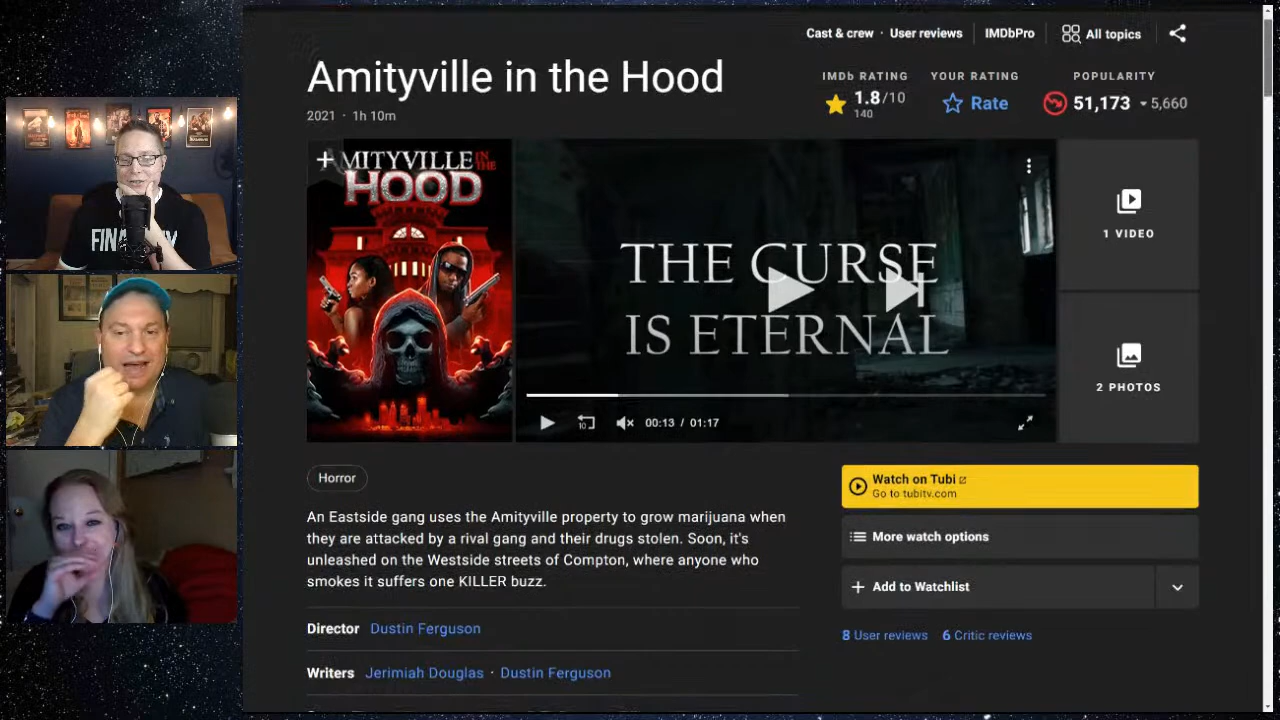 Cast & crew · User reviews
IMDbPro
All topics
Amityville in the Hood
2021 · 1h 10m
IMDb RATING
1.8/10
140
YOUR RATING
Rate
POPULARITY
51,173
5,660
AMITYVILLE IN THE
HOOD
THE CURSE
IS ETERNAL
10
00:13 / 01:17
1 VIDEO
2 PHOTOS
Horror
An Eastside gang uses the Amityville property to grow marijuana when
they are attacked by a rival gang and their drugs stolen. Soon, it's
unleashed on the Westside streets of Compton, where anyone who
smokes it suffers one KILLER buzz.
Director Dustin Ferguson
Writers Jerimiah Douglas · Dustin Ferguson
Watch on Tubi
Go to tubitv.com
More watch options
Add to Watchlist
8 User reviews
6 Critic reviews